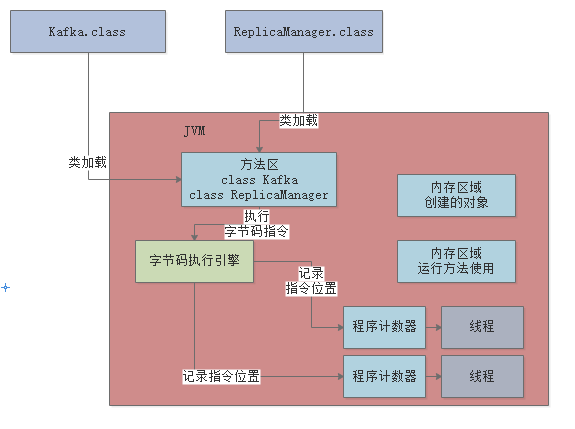 Kafka.class
ReplicaManager.class
类加载
JVM
类加载
方法区
class Kafka
class ReplicaManager
内存区域
创建的对象
执行
字节码指令
字节码执行引擎
内存区域
运行方法使用
记录
指令位置
程序计数器
线程
记录指令位置
程序计数器
线程